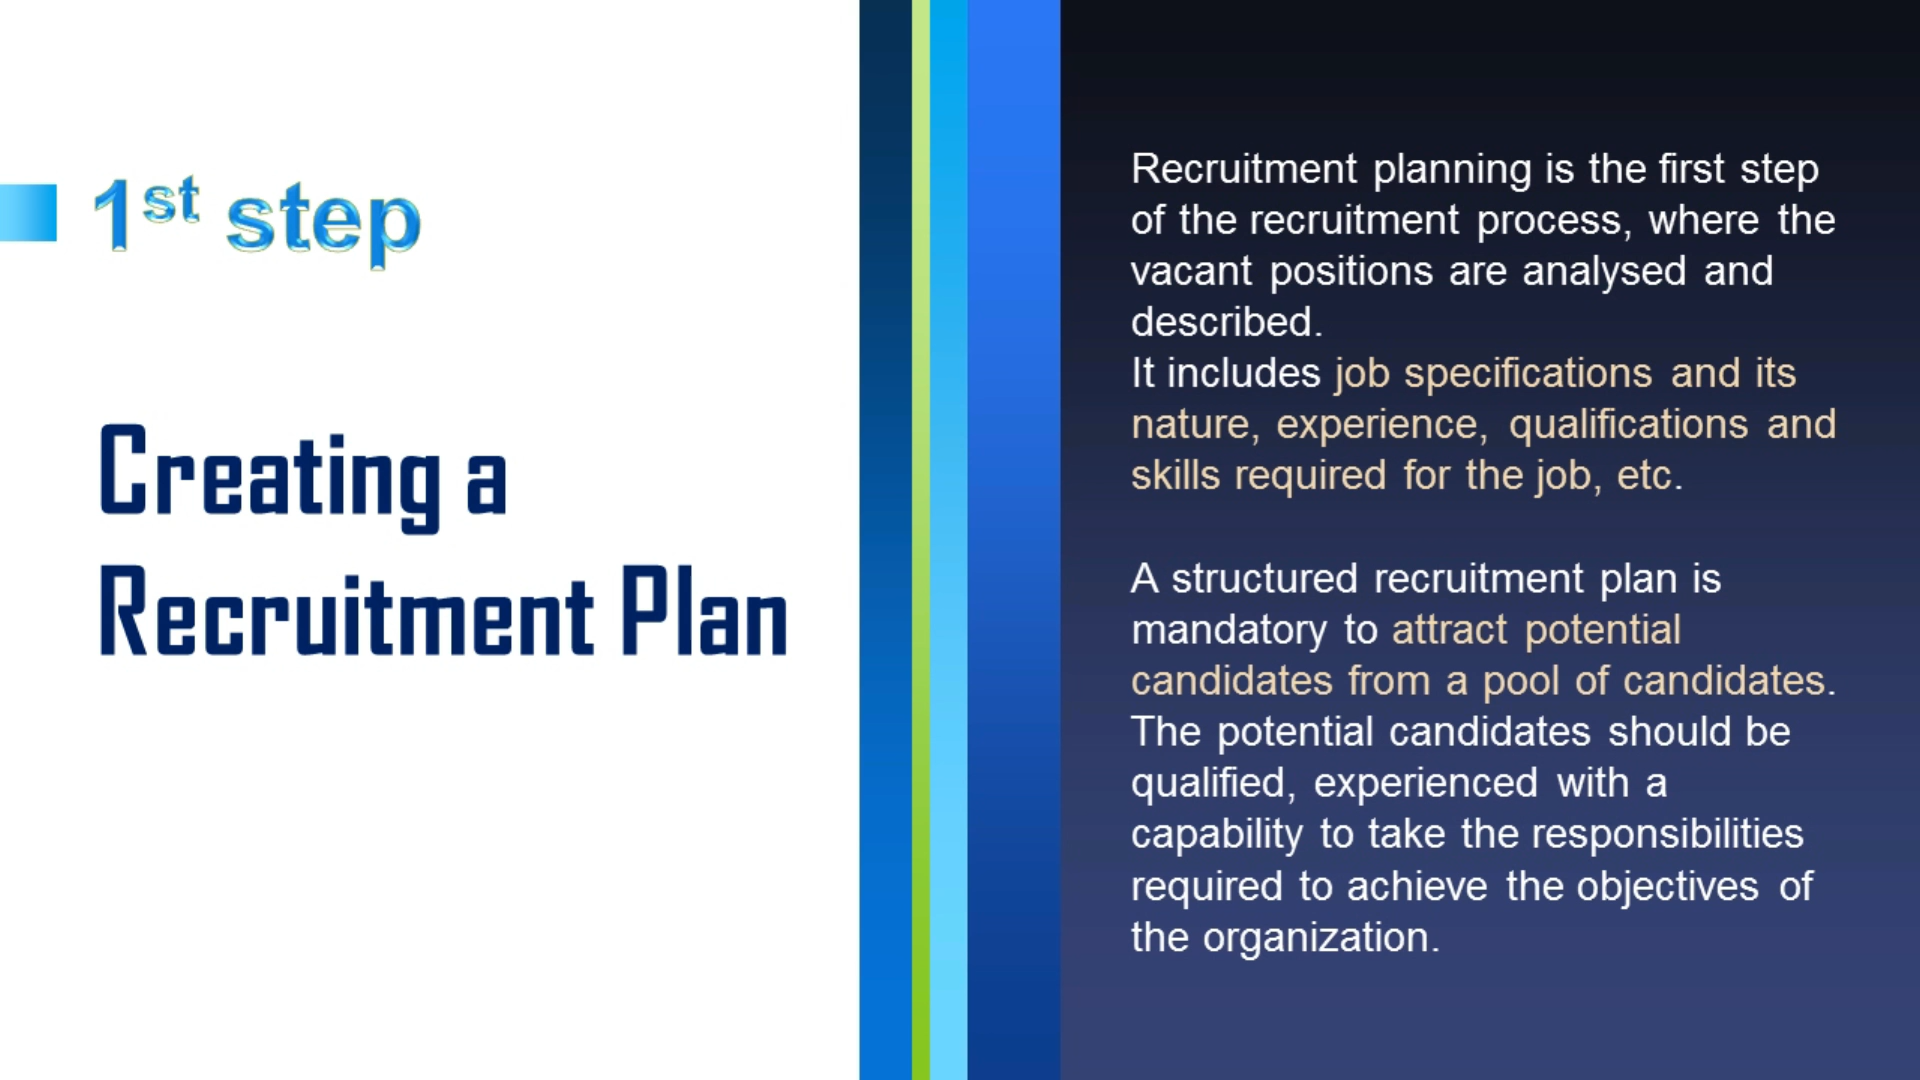 1st step
Creating a
Recruitment Plan
Recruitment planning is the first step
of the recruitment process, where the
vacant positions are analysed and
described.
It includes job specifications and its
nature, experience, qualifications and
skills required for the job, etc.
A structured recruitment plan is
mandatory to attract potential
candidates from a pool of candidates.
The potential candidates should be
qualified, experienced with a
capability to take the responsibilities
required to achieve the objectives of
the organization.